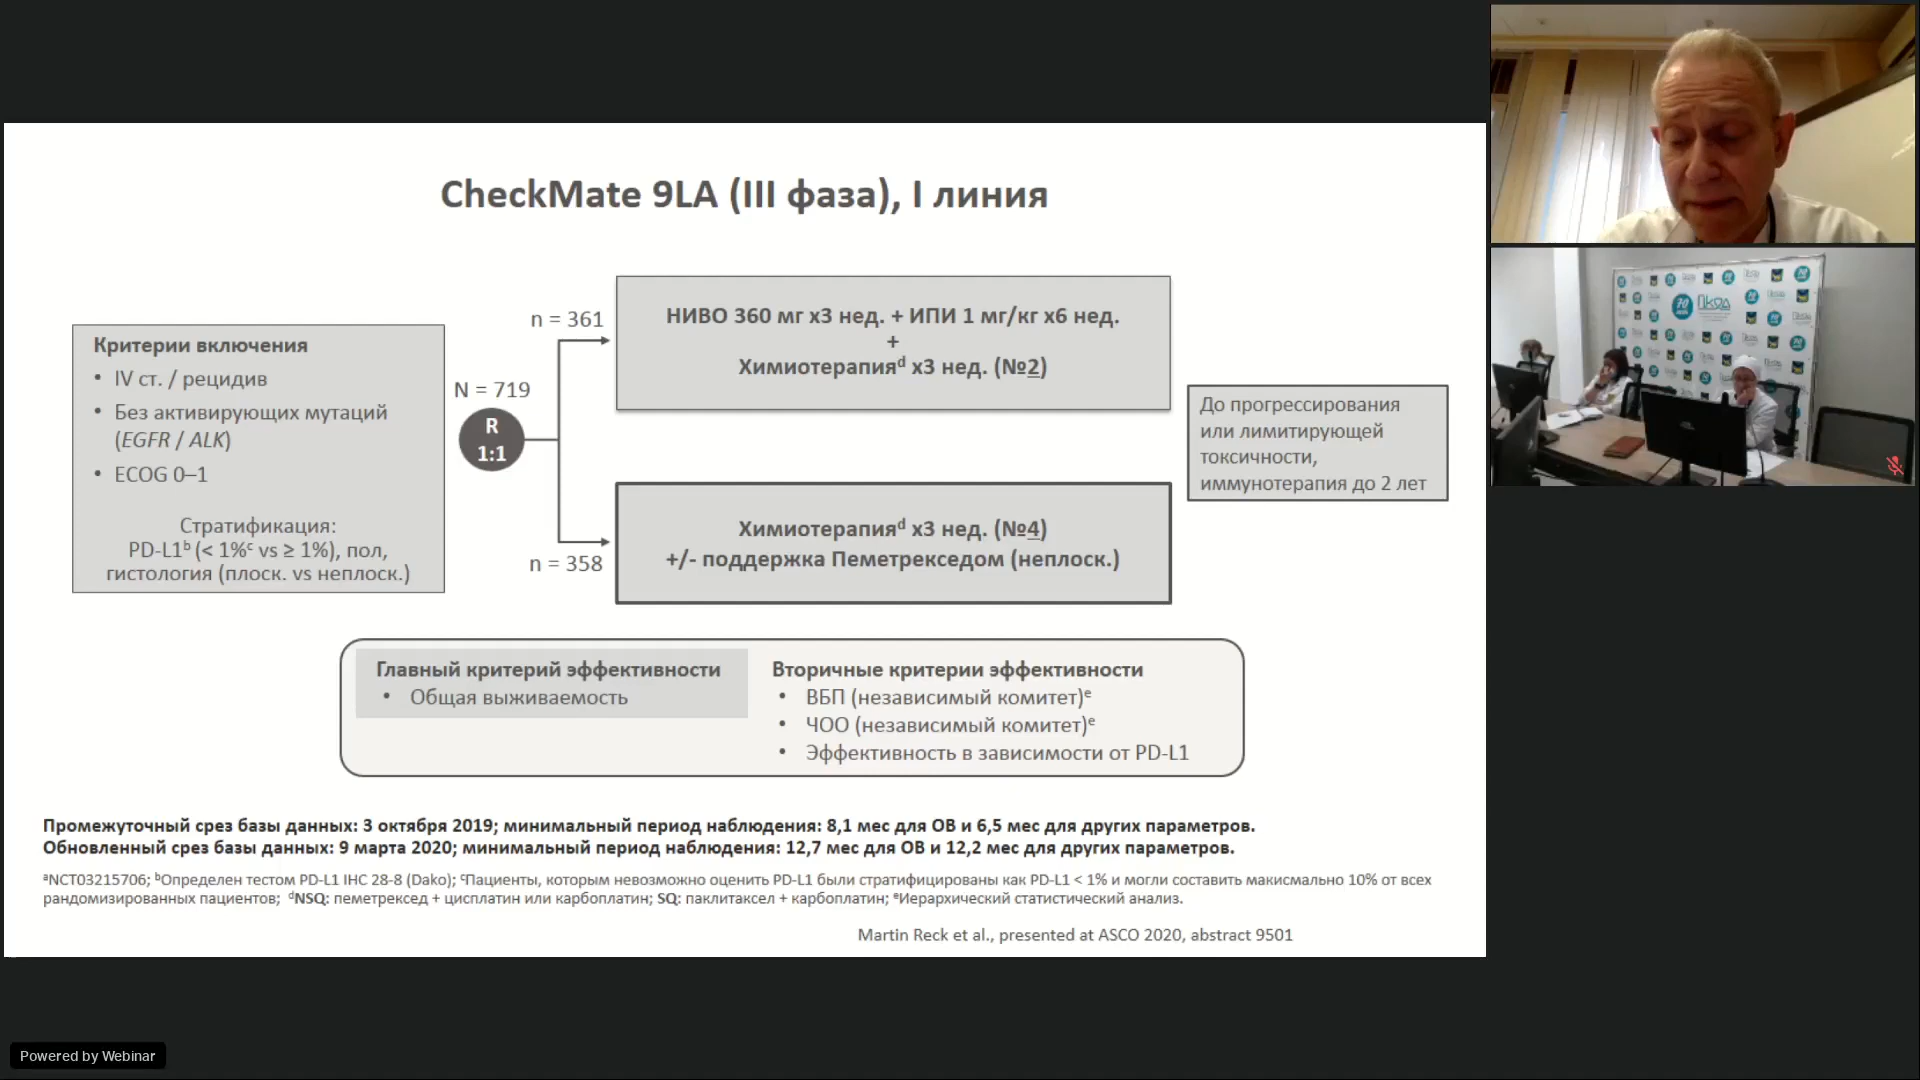 CheckMate 9LA (III фаза), I линия
Критерии включения
• IV ст. / рецидив
• Без активирующих мутаций
(EGFR / ALK)
• ECOG 0–1
Стратификация:
PD-L1ᵇ (< 1%ᶜ vs ≥ 1%), пол,
гистология (плоск. vs неплоск.)
N = 719
R
1:1
n = 361
НИВО 360 мг x3 нед. + ИПИ 1 мг/кг x6 нед.
+
Химиотерапияᵈ x3 нед. (№2)
n = 358
Химиотерапияᵈ x3 нед. (№4)
+/- поддержка Пеметрекседом (неплоск.)
До прогрессирования
или лимитирующей
токсичности,
иммунотерапия до 2 лет
Главный критерий эффективности
• Общая выживаемость
Вторичные критерии эффективности
• ВБП (независимый комитет)ᵉ
• ЧОО (независимый комитет)ᵉ
• Эффективность в зависимости от PD-L1
Промежуточный срез базы данных: 3 октября 2019; минимальный период наблюдения: 8,1 мес для ОВ и 6,5 мес для других параметров.
Обновленный срез базы данных: 9 марта 2020; минимальный период наблюдения: 12,7 мес для ОВ и 12,2 мес для других параметров.
ᵃNCT03215706; ᵇОпределен тестом PD-L1 IHC 28-8 (Dako); ᶜПациенты, которым невозможно оценить PD-L1 были стратифицированы как PD-L1 < 1% и могли составить макисмально 10% от всех
рандомизированных пациентов; ᵈNSQ: пеметрексед + цисплатин или карбоплатин; SQ: паклитаксел + карбоплатин; ᵉИерархический статистический анализ.
Martin Reck et al., presented at ASCO 2020, abstract 9501
70
ПКОД
Powered by Webinar